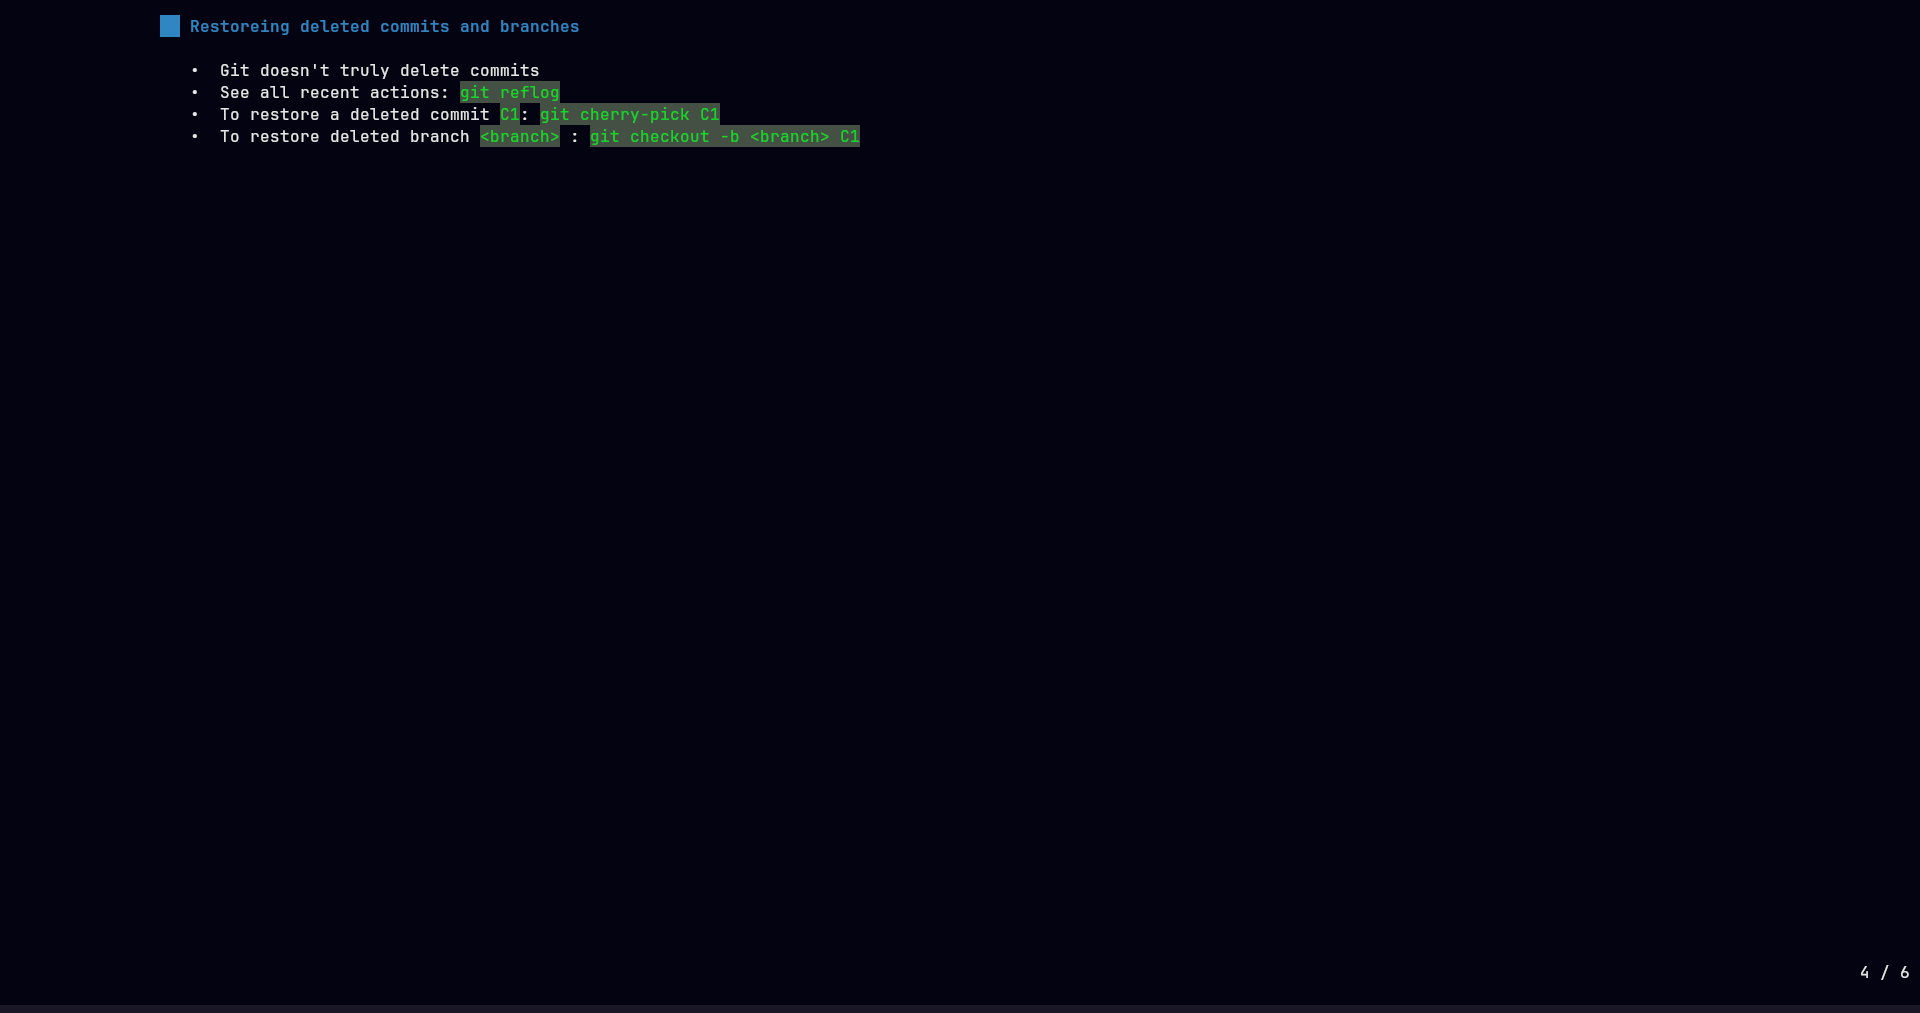 Restoreing deleted commits and branches
• Git doesn't truly delete commits
• See all recent actions: git reflog
• To restore a deleted commit C1: git cherry-pick C1
• To restore deleted branch <branch> : git checkout -b <branch> C1
4 / 6